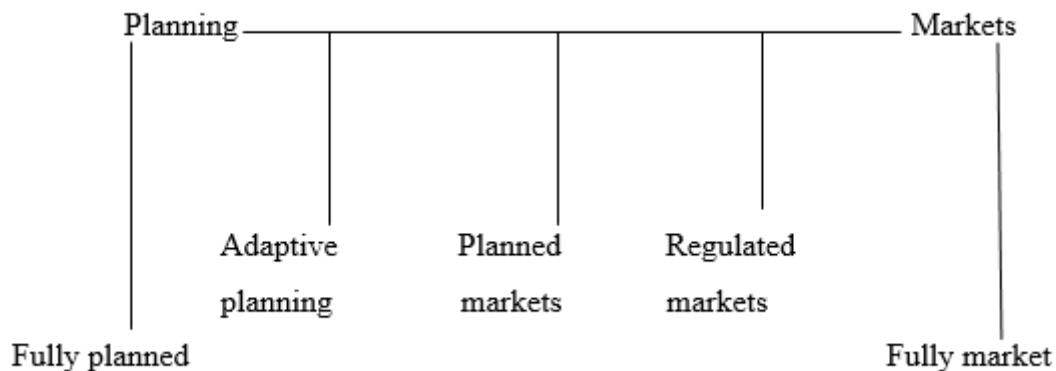 Planning Markets
Adaptive Planned Regulated
planning markets markets
Fully planned Fully market